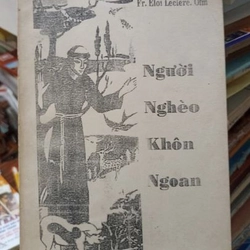 Fr. Eloi Leclerc, Ofm
Người
Nghèo
Khôn
Ngoan